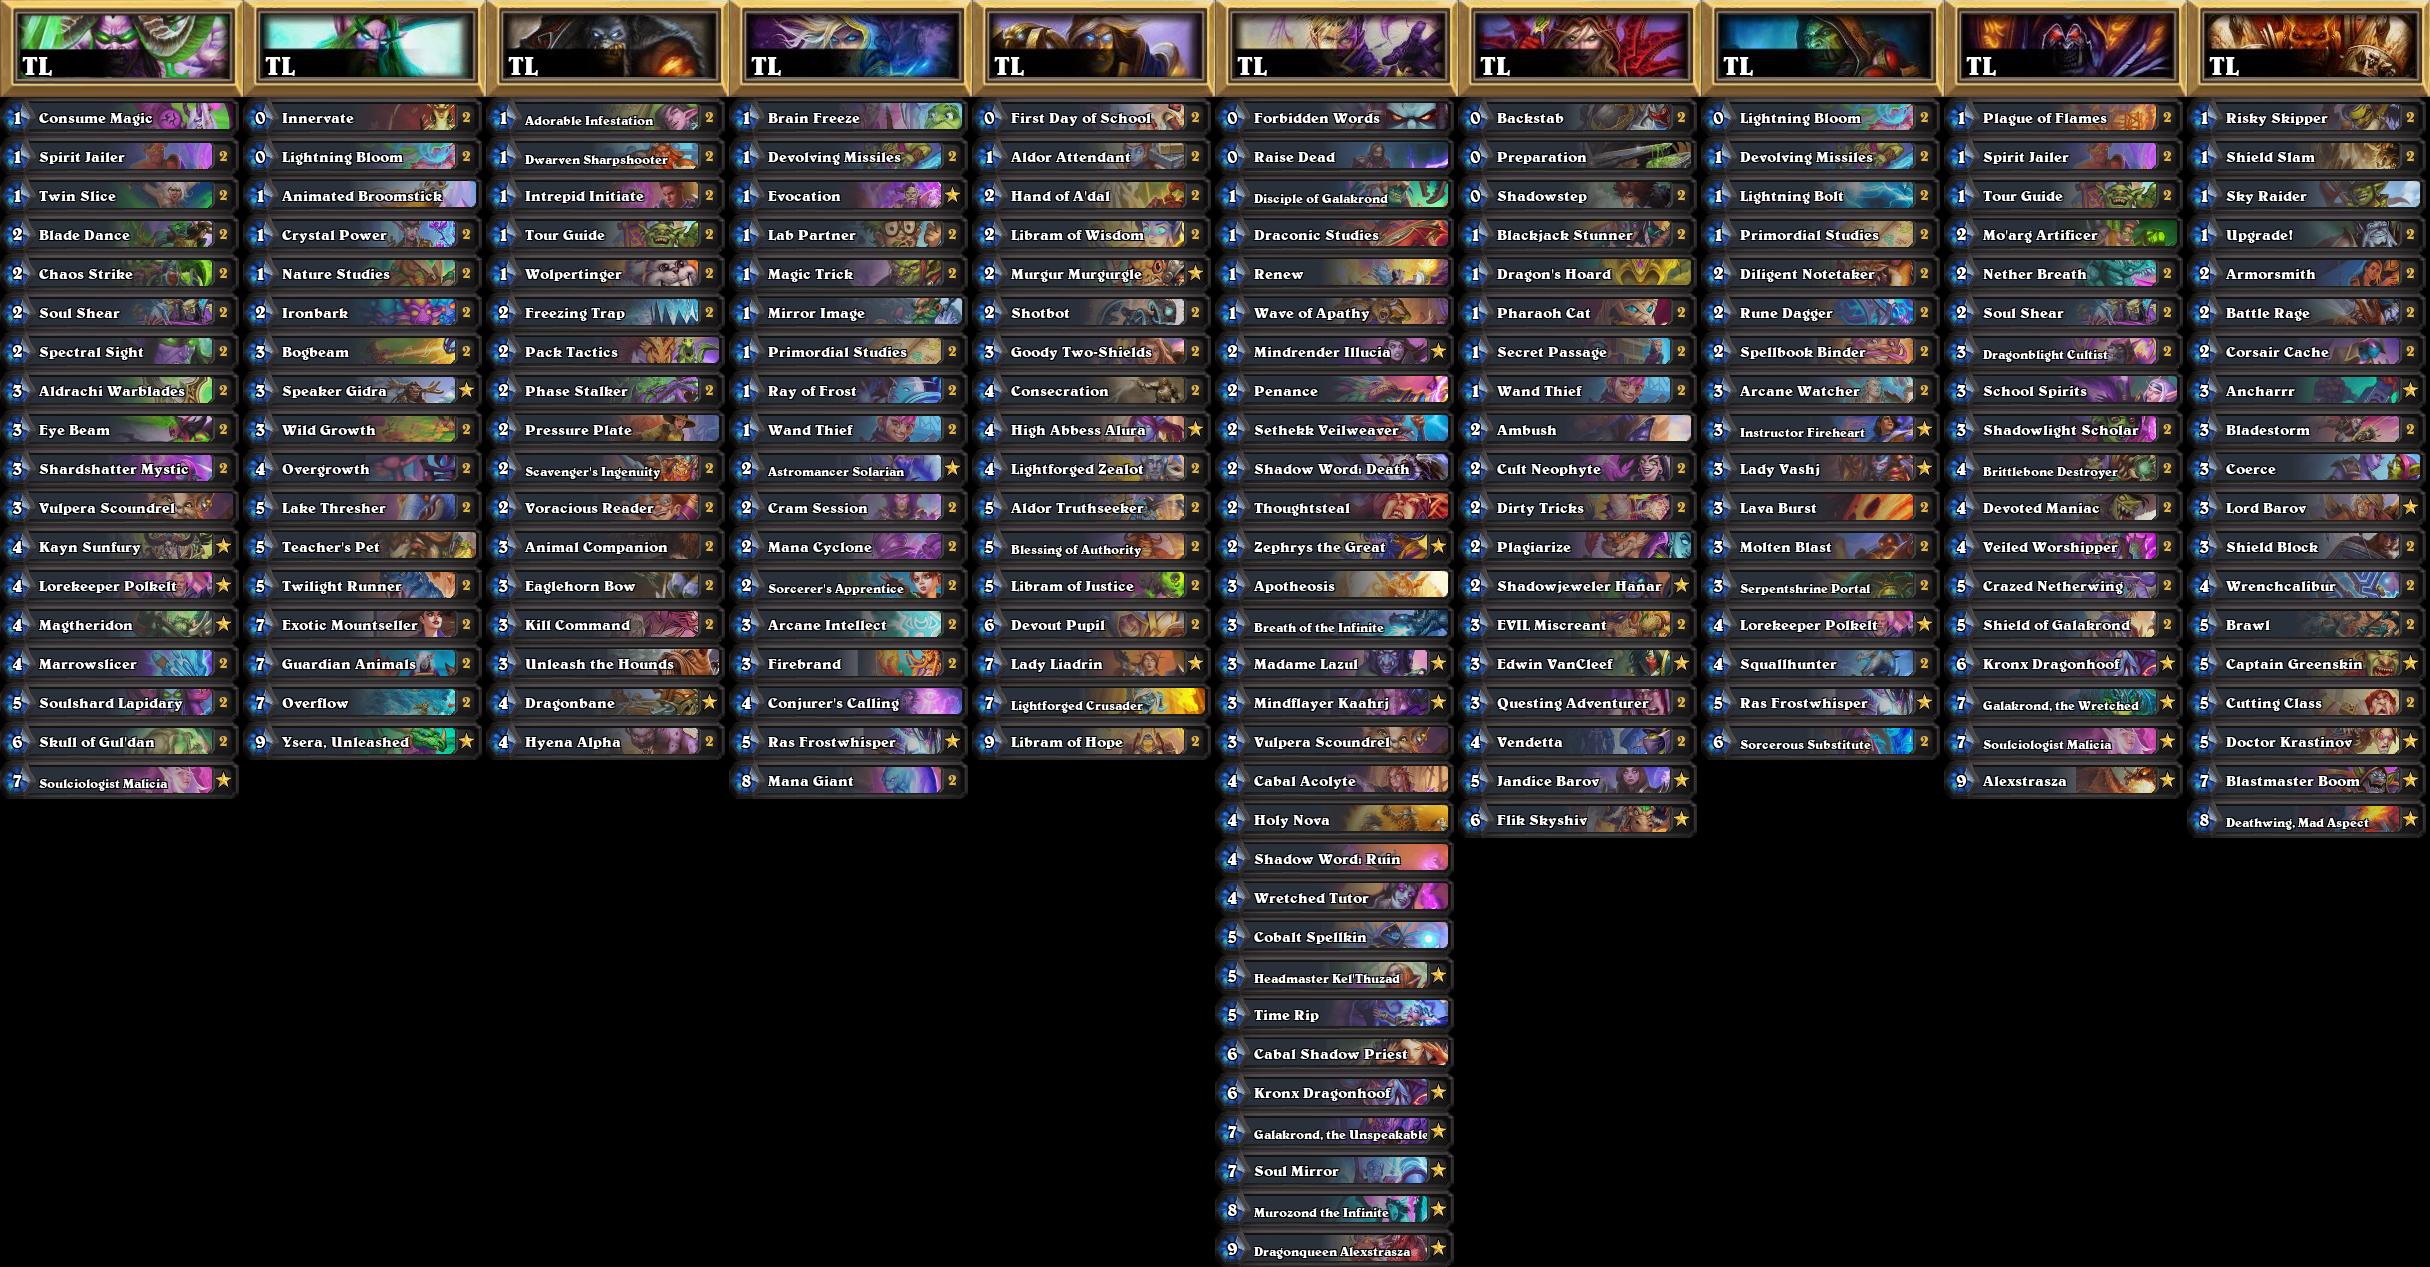 TL
1 Consume Magic
1 Spirit Jailer 2
1 Twin Slice 2
2 Blade Dance 2
2 Chaos Strike 2
2 Soul Shear 2
2 Spectral Sight 2
3 Aldrachi Warblades 2
3 Eye Beam 2
3 Shardshatter Mystic 2
3 Vulpera Scoundrel
4 Kayn Sunfury
4 Lorekeeper Polkelt
4 Magtheridon
4 Marrowslicer 2
5 Soulshard Lapidary 2
6 Skull of Gul'dan 2
7 Soulciologist Malicia
TL
0 Innervate 2
0 Lightning Bloom 2
1 Animated Broomstick
1 Crystal Power 2
1 Nature Studies 2
2 Ironbark 2
3 Bogbeam 2
3 Speaker Gidra
3 Wild Growth 2
4 Overgrowth 2
5 Lake Thresher 2
5 Teacher's Pet
5 Twilight Runner 2
7 Exotic Mountseller 2
7 Guardian Animals 2
7 Overflow 2
9 Ysera, Unleashed
TL
1 Adorable Infestation 2
1 Dwarven Sharpshooter 2
1 Intrepid Initiate 2
1 Tour Guide 2
1 Wolpertinger 2
2 Freezing Trap 2
2 Pack Tactics
2 Phase Stalker 2
2 Pressure Plate
2 Scavenger's Ingenuity 2
2 Voracious Reader 2
3 Animal Companion 2
3 Eaglehorn Bow 2
3 Kill Command 2
3 Unleash the Hounds
4 Dragonbane
4 Hyena Alpha 2
TL
1 Brain Freeze
1 Devolving Missiles 2
1 Evocation
1 Lab Partner 2
1 Magic Trick 2
1 Mirror Image
1 Primordial Studies 2
1 Ray of Frost 2
1 Wand Thief 2
2 Astromancer Solarian
2 Cram Session 2
2 Mana Cyclone 2
2 Sorcerer's Apprentice 2
3 Arcane Intellect 2
3 Firebrand 2
4 Conjurer's Calling
5 Ras Frostwhisper
8 Mana Giant 2
TL
0 First Day of School 2
1 Aldor Attendant 2
2 Hand of A'dal 2
2 Libram of Wisdom 2
2 Murgur Murgurgle
2 Shotbot 2
3 Goody Two-Shields 2
4 Consecration 2
4 High Abbess Alura
4 Lightforged Zealot 2
5 Aldor Truthseeker 2
5 Blessing of Authority 2
5 Libram of Justice 2
6 Devout Pupil 2
7 Lady Liadrin
7 Lightforged Crusader
9 Libram of Hope 2
TL
0 Forbidden Words
0 Raise Dead
1 Disciple of Galakrond
1 Draconic Studies
1 Renew
1 Wave of Apathy
2 Mindrender Illucia
2 Penance
2 Sethekk Veilweaver
2 Shadow Word: Death
2 Thoughtsteal
2 Zephrys the Great
3 Apotheosis
3 Breath of the Infinite
3 Madame Lazul
3 Mindflayer Kaahrj
3 Vulpera Scoundrel
4 Cabal Acolyte
4 Holy Nova
4 Shadow Word: Ruin
4 Wretched Tutor
5 Cobalt Spellkin
5 Headmaster Kel'Thuzad
5 Time Rip
6 Cabal Shadow Priest
6 Kronx Dragonhoof
7 Galakrond, the Unspeakable
7 Soul Mirror
8 Murozond the Infinite
9 Dragonqueen Alexstrasza
TL
0 Backstab 2
0 Preparation 2
0 Shadowstep 2
1 Blackjack Stunner 2
1 Dragon's Hoard
1 Pharaoh Cat 2
1 Secret Passage 2
1 Wand Thief 2
2 Ambush
2 Cult Neophyte 2
2 Dirty Tricks 2
2 Plagiarize
2 Shadowjeweler Hanar
3 EVIL Miscreant 2
3 Edwin VanCleef
3 Questing Adventurer 2
4 Vendetta 2
5 Jandice Barov
6 Flik Skyshiv
TL
0 Lightning Bloom 2
1 Devolving Missiles 2
1 Lightning Bolt 2
1 Primordial Studies 2
2 Diligent Notetaker 2
2 Rune Dagger 2
2 Spellbook Binder 2
3 Arcane Watcher 2
3 Instructor Fireheart
3 Lady Vashj
3 Lava Burst 2
3 Molten Blast 2
3 Serpentshrine Portal 2
4 Lorekeeper Polkelt
4 Squallhunter 2
5 Ras Frostwhisper
6 Sorcerous Substitute 2
TL
1 Plague of Flames 2
1 Spirit Jailer 2
1 Tour Guide 2
2 Mo'arg Artificer
2 Nether Breath 2
2 Soul Shear 2
3 Dragonblight Cultist 2
3 School Spirits
3 Shadowlight Scholar 2
4 Brittlebone Destroyer 2
4 Devoted Maniac 2
4 Veiled Worshipper 2
5 Crazed Netherwing 2
5 Shield of Galakrond 2
6 Kronx Dragonhoof
7 Galakrond, the Wretched
7 Soulciologist Malicia
9 Alexstrasza
TL
1 Risky Skipper 2
1 Shield Slam 2
1 Sky Raider
1 Upgrade! 2
2 Armorsmith 2
2 Battle Rage 2
2 Corsair Cache 2
3 Ancharrr
3 Bladestorm 2
3 Coerce
3 Lord Barov
3 Shield Block 2
4 Wrenchcalibur 2
5 Brawl 2
5 Captain Greenskin
5 Cutting Class 2
5 Doctor Krastinov
7 Blastmaster Boom
8 Deathwing, Mad Aspect